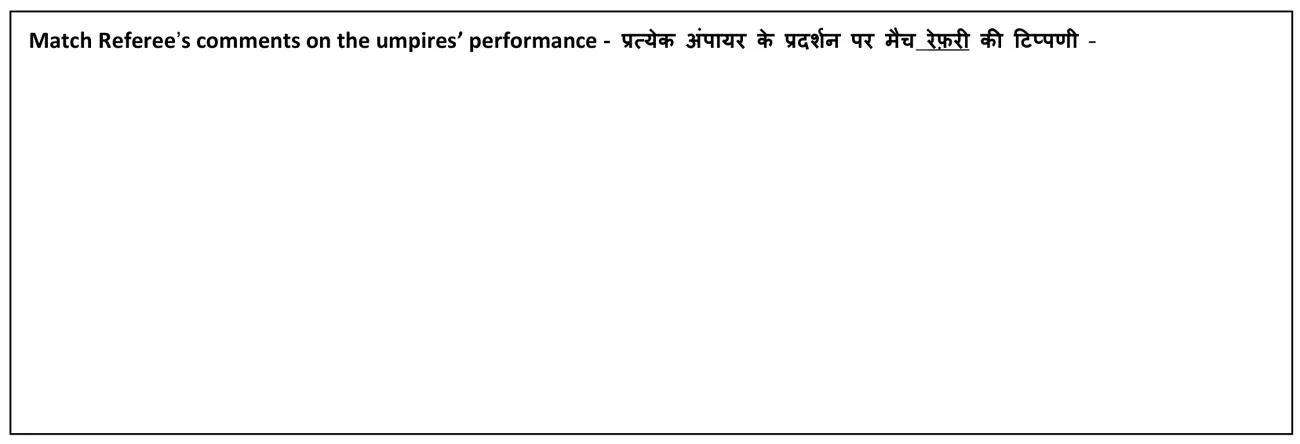 Match Referee’s comments on the umpires’ performance - प्रत्येक अंपायर के प्रदर्शन पर मैच रेफ़री की टिप्पणी -